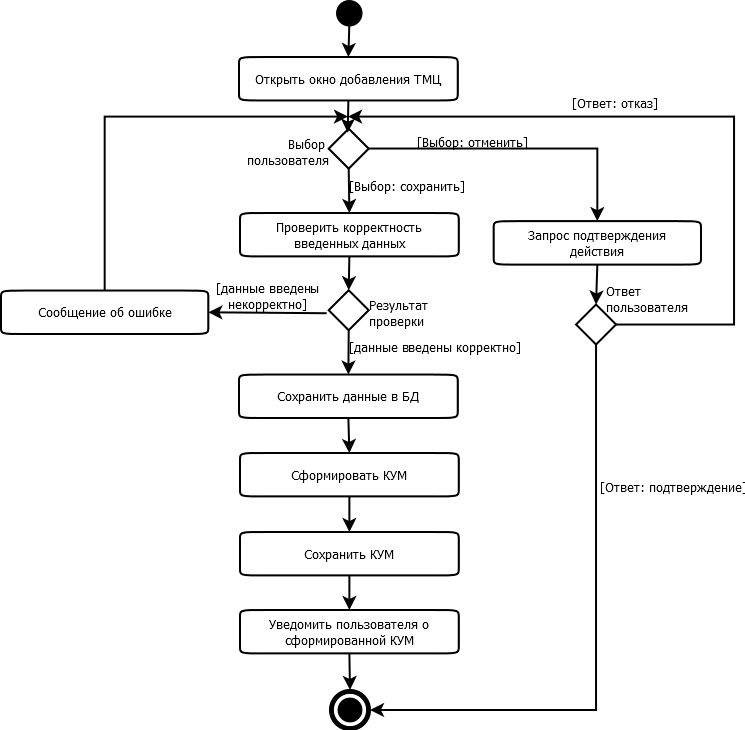 Открыть окно добавления ТМЦ
[Ответ: отказ]
Выбор
пользователя
[Выбор: отменить]
[Выбор: сохранить]
Проверить корректность
введенных данных
Запрос подтверждения
действия
[данные введены
некорректно]
Сообщение об ошибке
Результат
проверки
Ответ
пользователя
[данные введены корректно]
Сохранить данные в БД
Сформировать КУМ
[Ответ: подтверждение]
Сохранить КУМ
Уведомить пользователя о
сформированной КУМ